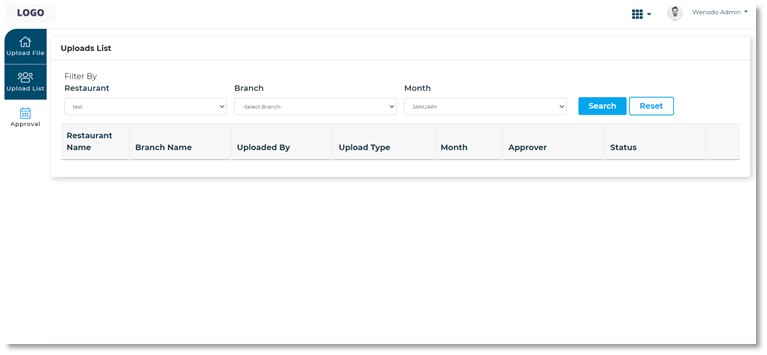 LOGO
Wenodo Admin
Upload File
Upload List
Approval
Uploads List
Filter By
Restaurant Branch Month
test -Select Branch- JANUARY Search Reset
Restaurant Name Branch Name Uploaded By Upload Type Month Approver Status